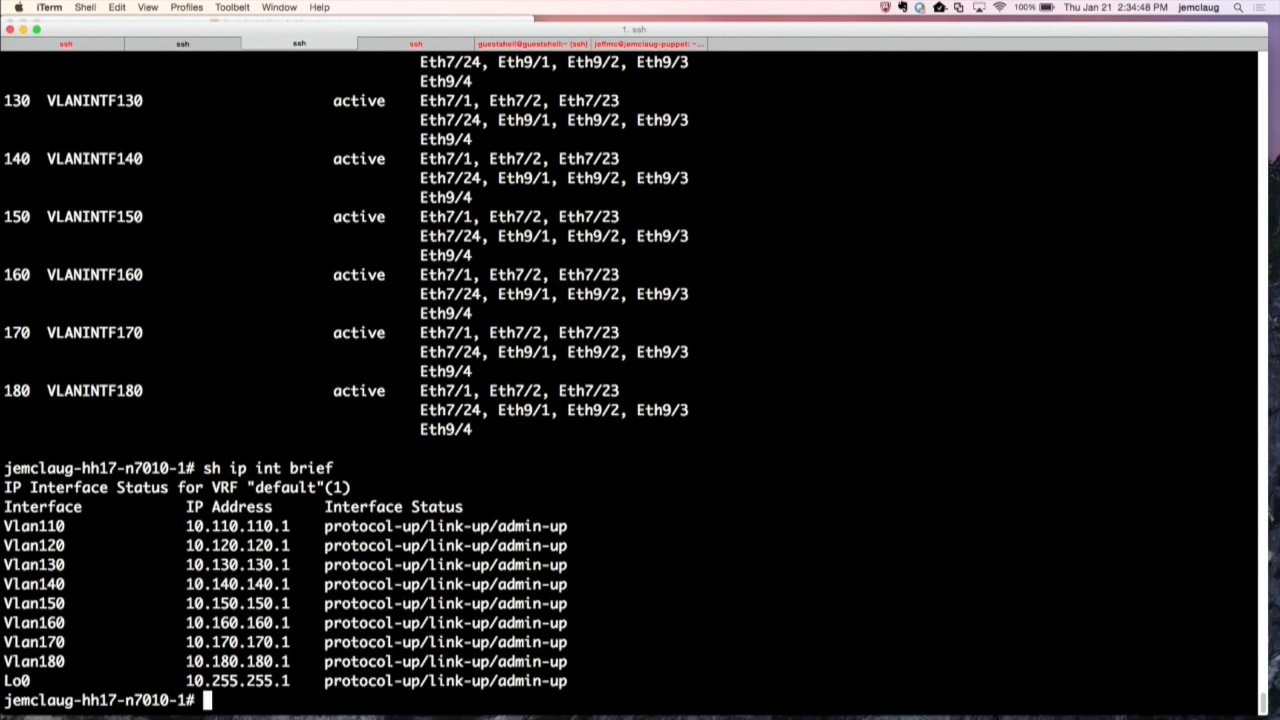 iTerm Shell Edit View Profiles Toolbelt Window Help 100% Thu Jan 21 2:34:48 PM jemclaug
1. ssh
ssh ssh ssh ssh guestshell@guestshell:~ (ssh) jeffmc@jemclaug-puppet: ~...
Eth7/24, Eth9/1, Eth9/2, Eth9/3
Eth9/4
130 VLANINTF130 active Eth7/1, Eth7/2, Eth7/23
Eth7/24, Eth9/1, Eth9/2, Eth9/3
Eth9/4
140 VLANINTF140 active Eth7/1, Eth7/2, Eth7/23
Eth7/24, Eth9/1, Eth9/2, Eth9/3
Eth9/4
150 VLANINTF150 active Eth7/1, Eth7/2, Eth7/23
Eth7/24, Eth9/1, Eth9/2, Eth9/3
Eth9/4
160 VLANINTF160 active Eth7/1, Eth7/2, Eth7/23
Eth7/24, Eth9/1, Eth9/2, Eth9/3
Eth9/4
170 VLANINTF170 active Eth7/1, Eth7/2, Eth7/23
Eth7/24, Eth9/1, Eth9/2, Eth9/3
Eth9/4
180 VLANINTF180 active Eth7/1, Eth7/2, Eth7/23
Eth7/24, Eth9/1, Eth9/2, Eth9/3
Eth9/4
jemclaug-hh17-n7010-1# sh ip int brief
IP Interface Status for VRF "default"(1)
Interface IP Address Interface Status
Vlan110 10.110.110.1 protocol-up/link-up/admin-up
Vlan120 10.120.120.1 protocol-up/link-up/admin-up
Vlan130 10.130.130.1 protocol-up/link-up/admin-up
Vlan140 10.140.140.1 protocol-up/link-up/admin-up
Vlan150 10.150.150.1 protocol-up/link-up/admin-up
Vlan160 10.160.160.1 protocol-up/link-up/admin-up
Vlan170 10.170.170.1 protocol-up/link-up/admin-up
Vlan180 10.180.180.1 protocol-up/link-up/admin-up
Lo0 10.255.255.1 protocol-up/link-up/admin-up
jemclaug-hh17-n7010-1#